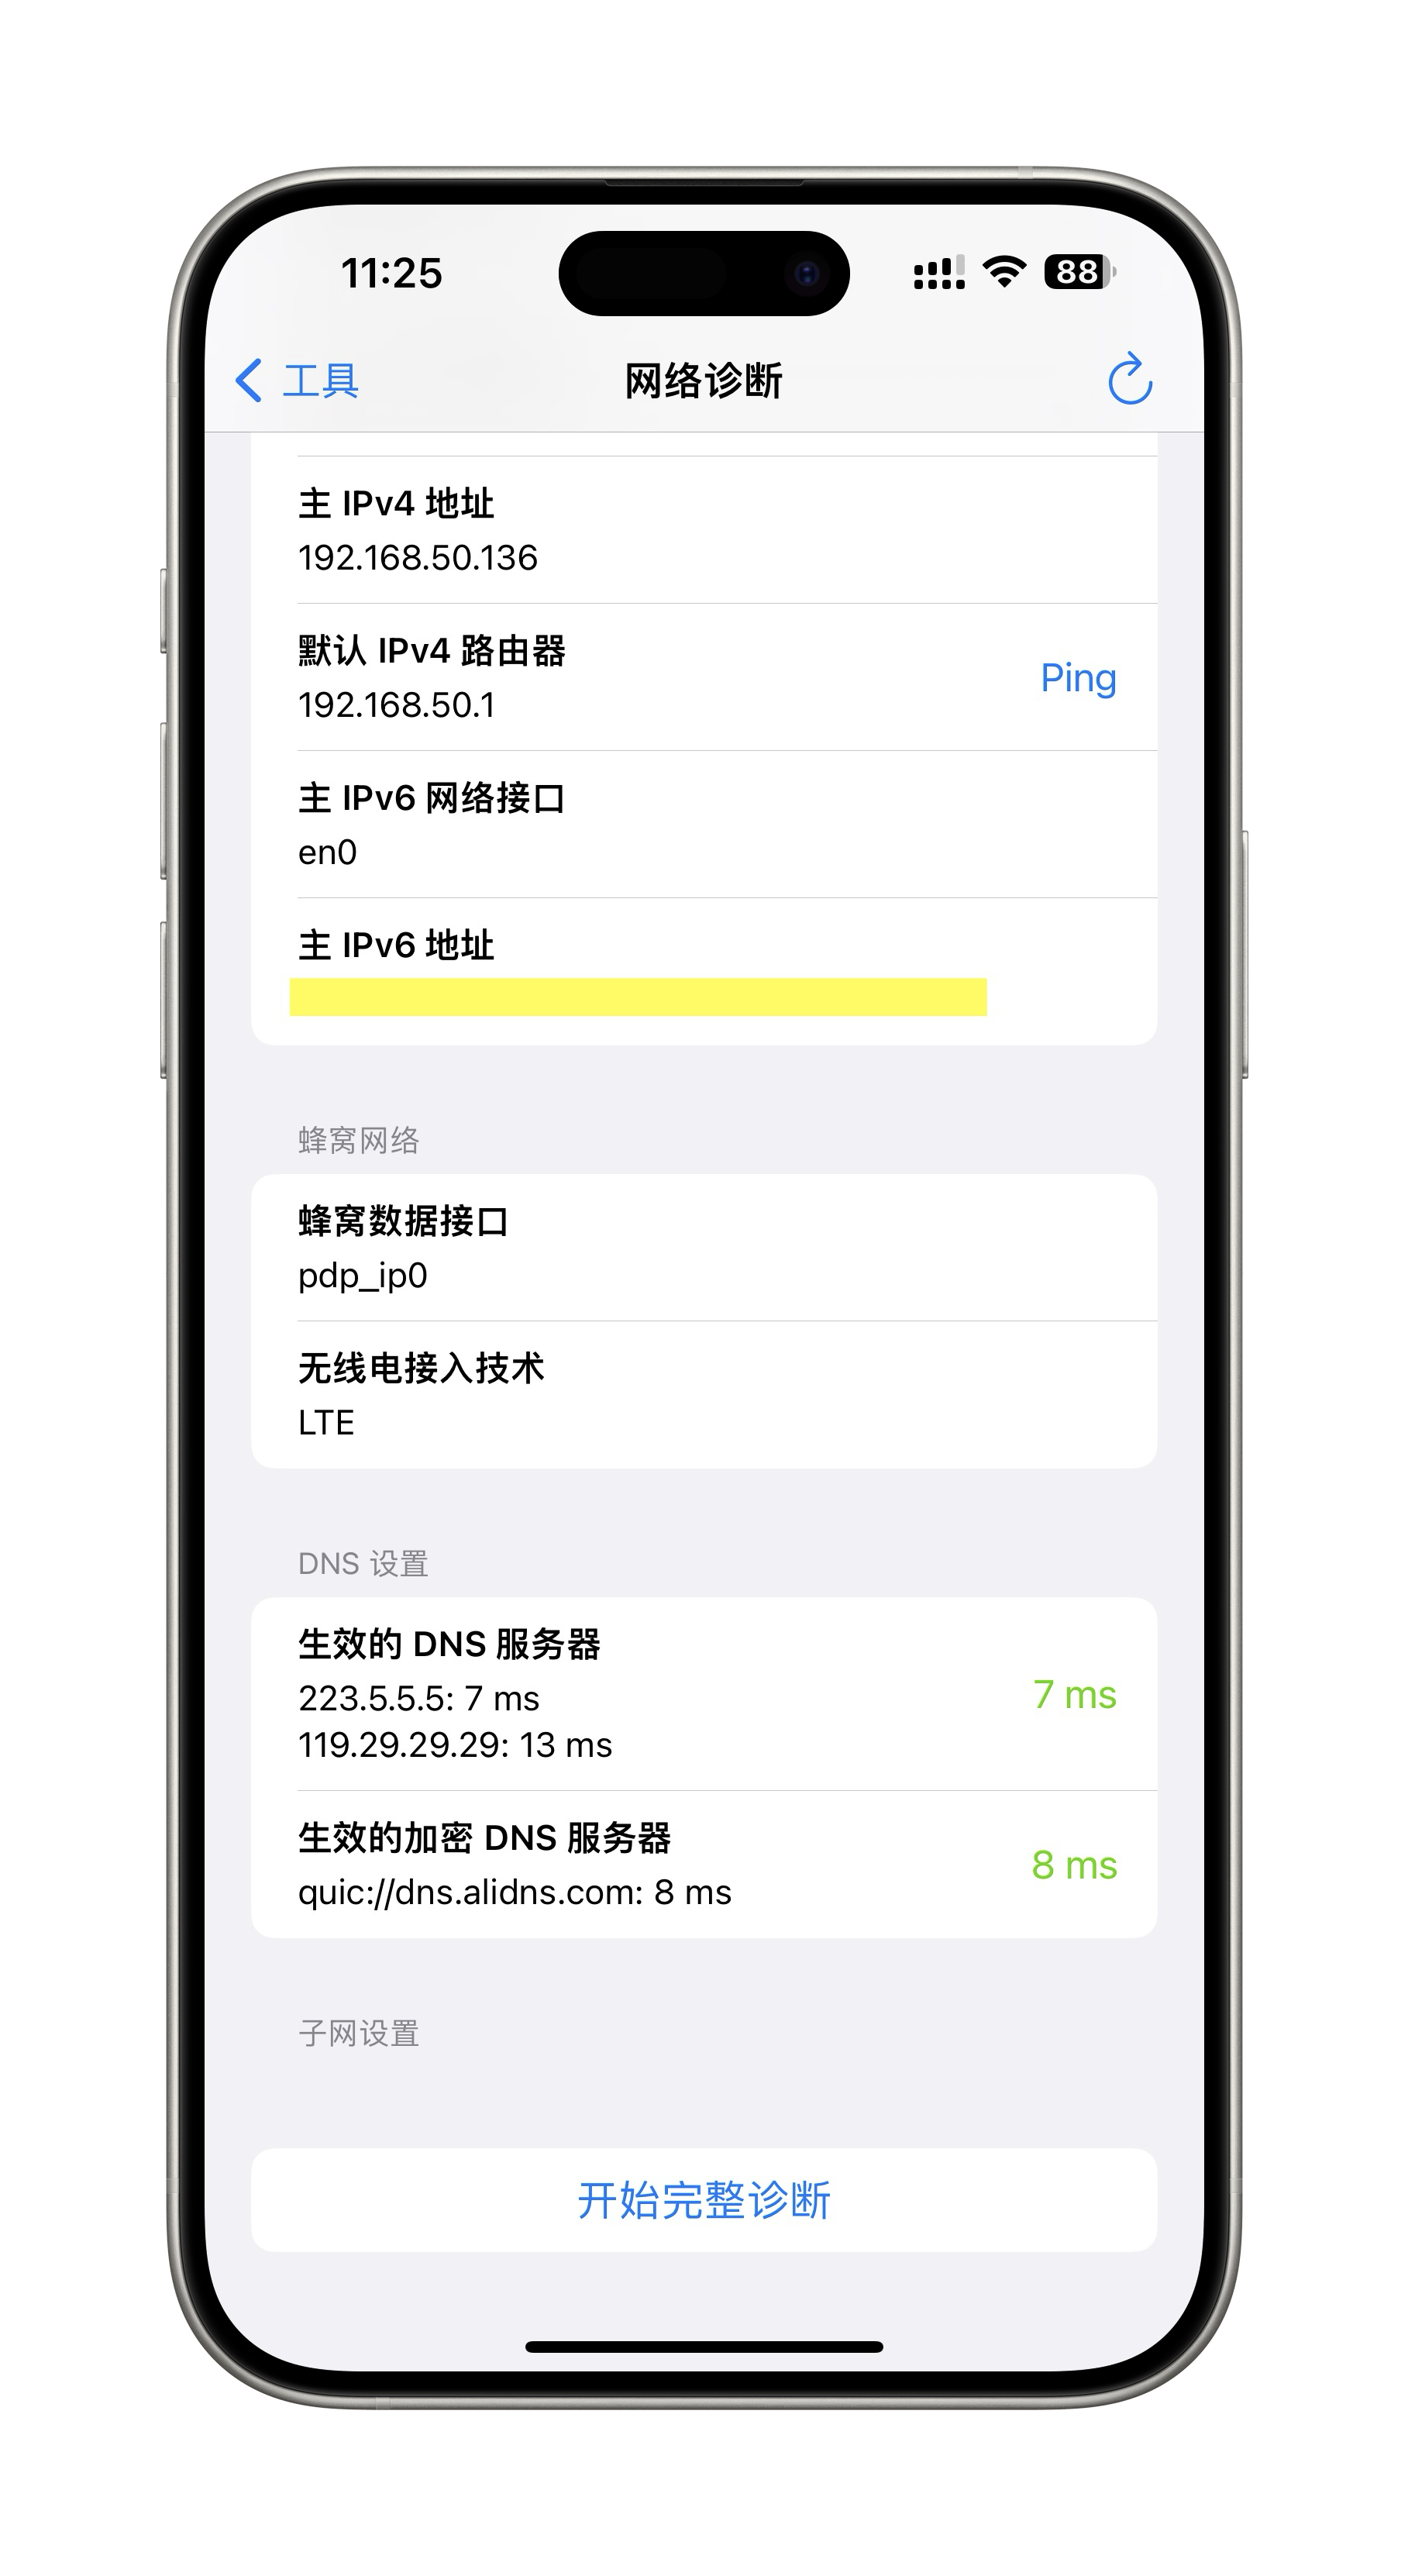 11:25
88
工具
网络诊断
主 IPv4 地址
192.168.50.136
默认 IPv4 路由器
192.168.50.1
Ping
主 IPv6 网络接口
en0
主 IPv6 地址
蜂窝网络
蜂窝数据接口
pdp_ip0
无线电接入技术
LTE
DNS 设置
生效的 DNS 服务器
223.5.5.5: 7 ms
119.29.29.29: 13 ms
7 ms
生效的加密 DNS 服务器
quic://dns.alidns.com: 8 ms
8 ms
子网设置
开始完整诊断